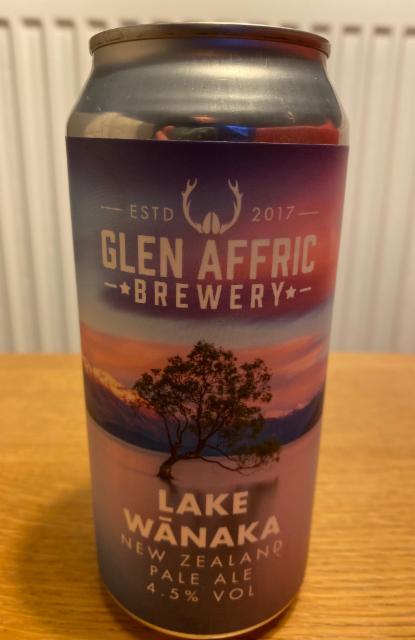 ESTD 2017
GLEN AFFRIC
BREWERY
LAKE
WĀNAKA
NEW ZEALAND
PALE ALE
4.5% VOL